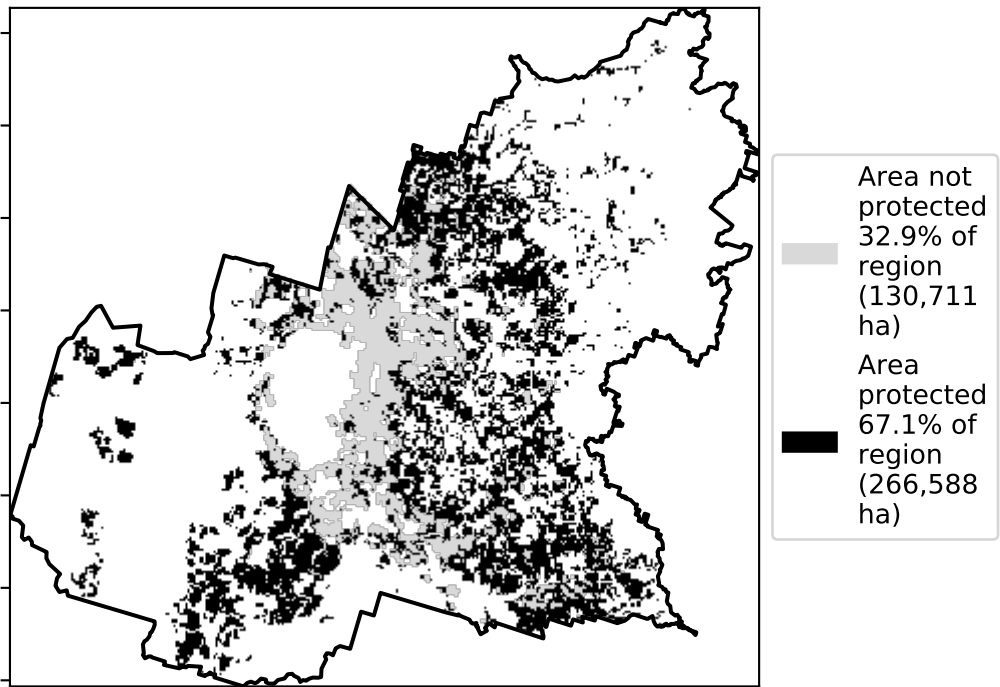 Area not
protected
32.9% of
region
(130,711
ha)
Area
protected
67.1% of
region
(266,588
ha)